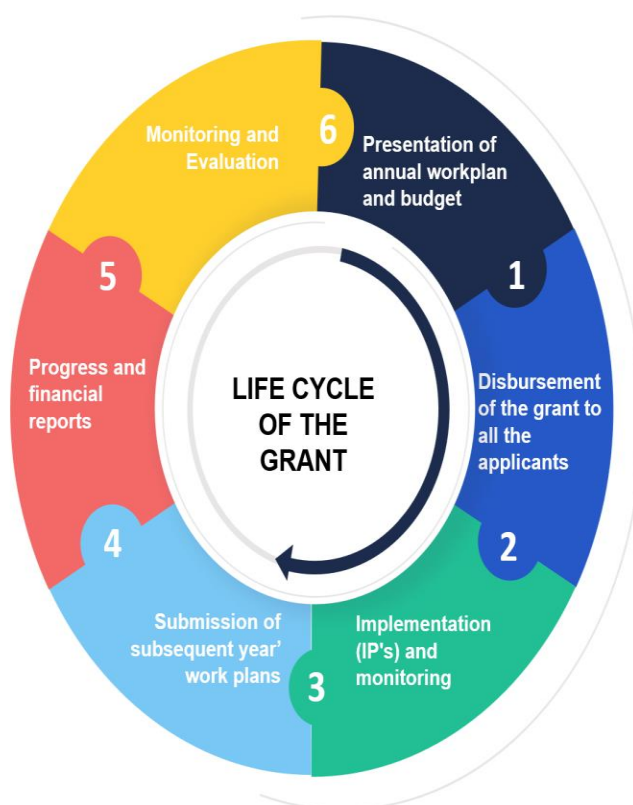 LIFE CYCLE
OF THE
GRANT
Presentation of
annual workplan
and budget
1
Disbursement
of the grant to
all the
applicants
2
Implementation
(IP's) and
monitoring
3
Submission of
subsequent year'
work plans
4
Progress and
financial
reports
5
Monitoring and
Evaluation
6